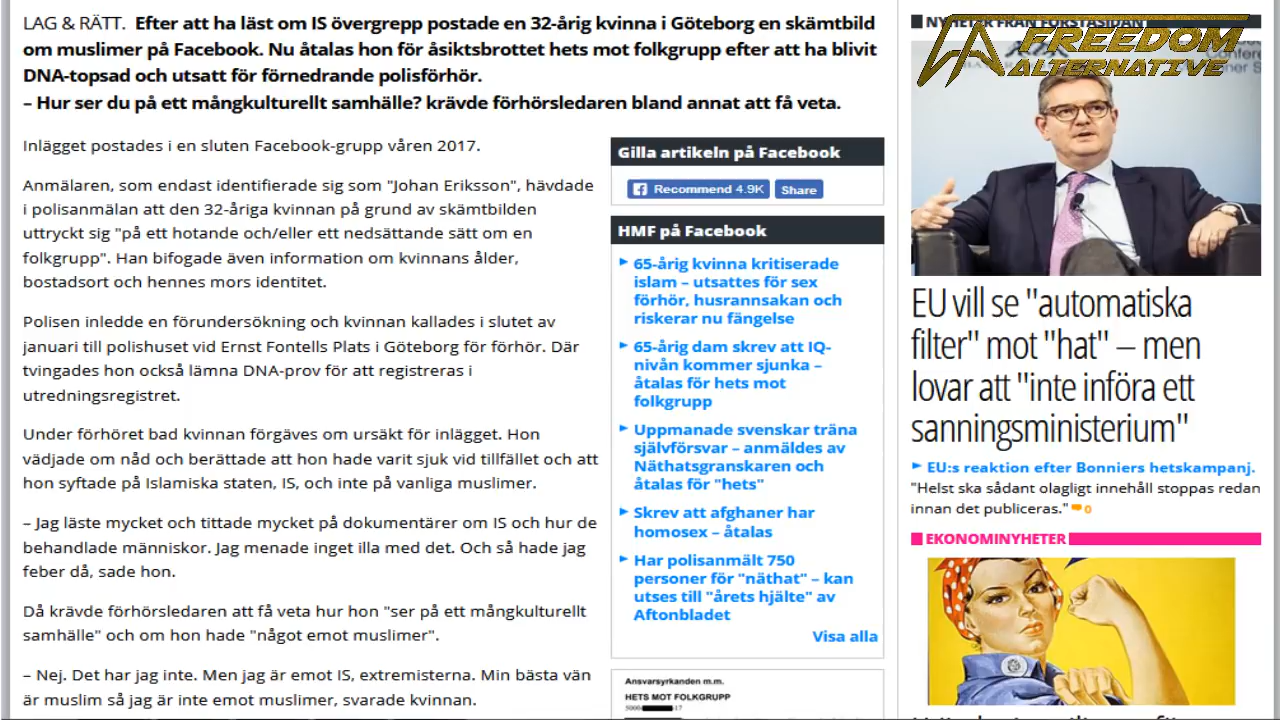 LAG & RÄTT. Efter att ha läst om IS övergrepp postade en 32-årig kvinna i Göteborg en skämtbild
om muslimer på Facebook. Nu åtalas hon för åsiktsbrottet hets mot folkgrupp efter att ha blivit
DNA-topsad och utsatt för förnedrande polisförhör.
– Hur ser du på ett mångkulturellt samhälle? krävde förhörsledaren bland annat att få veta.
Inlägget postades i en sluten Facebook-grupp våren 2017.
Anmälaren, som endast identifierade sig som "Johan Eriksson", hävdade
i polisanmälan att den 32-åriga kvinnan på grund av skämtbilden
uttryckt sig "på ett hotande och/eller ett nedsättande sätt om en
folkgrupp". Han bifogade även information om kvinnans ålder,
bostadsort och hennes mors identitet.
Polisen inledde en förundersökning och kvinnan kallades i slutet av
januari till polishuset vid Ernst Fontells Plats i Göteborg för förhör. Där
tvingades hon också lämna DNA-prov för att registreras i
utredningsregistret.
Under förhöret bad kvinnan förgäves om ursäkt för inlägget. Hon
vädjade om nåd och berättade att hon hade varit sjuk vid tillfället och att
hon syftade på Islamiska staten, IS, och inte på vanliga muslimer.
– Jag läste mycket och tittade mycket på dokumentärer om IS och hur de
behandlade människor. Jag menade inget illa med det. Och så hade jag
feber då, sade hon.
Då krävde förhörsledaren att få veta hur hon "ser på ett mångkulturellt
samhälle" och om hon hade "något emot muslimer".
– Nej. Det har jag inte. Men jag är emot IS, extremisterna. Min bästa vän
är muslim så jag är inte emot muslimer, svarade kvinnan.
Gilla artikeln på Facebook
Recommend 4.9K Share
HMF på Facebook
65-årig kvinna kritiserade
islam – utsattes för sex
förhör, husrannsakan och
riskerar nu fängelse
65-årig dam skrev att IQ-
nivån kommer sjunka –
åtalas för hets mot
folkgrupp
Uppmanade svenskar träna
självförsvar – anmäldes av
Näthatsgranskaren och
åtalas för "hets"
Skrev att afghaner har
homosex – åtalas
Har polisanmält 750
personer för "näthat" – kan
utses till "årets hjälte" av
Aftonbladet
Visa alla
Ansvarsyrkanden m.m.
HETS MOT FOLKGRUPP
NYHETER FRÅN FÖRSTASIDAN
FREEDOM
ALTERNATIVE
EU vill se "automatiska
filter" mot "hat" – men
lovar att "inte införa ett
sanningsministerium"
EU:s reaktion efter Bonniers hetskampanj.
"Helst ska sådant olagligt innehåll stoppas redan
innan det publiceras." 0
EKONOMINYHETER